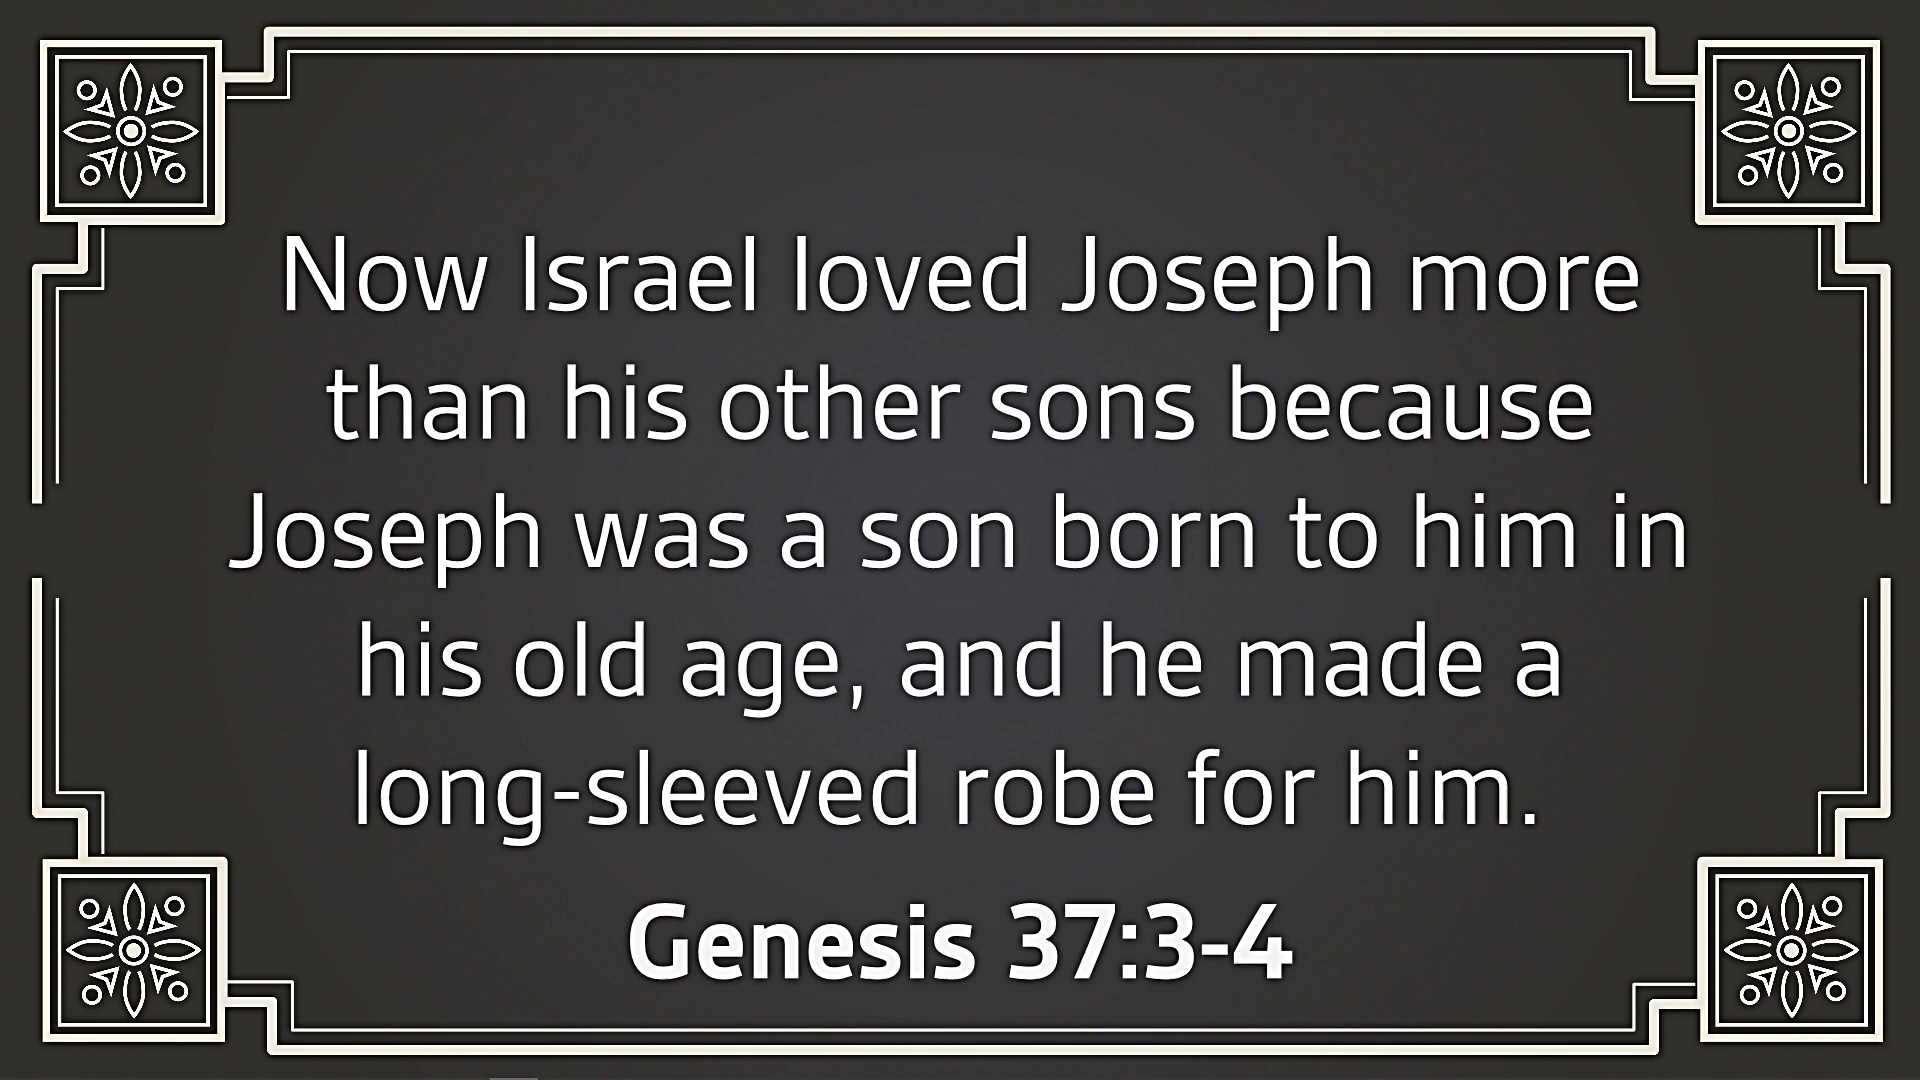 Now Israel loved Joseph more
than his other sons because
Joseph was a son born to him in
his old age, and he made a
long-sleeved robe for him.
Genesis 37:3-4